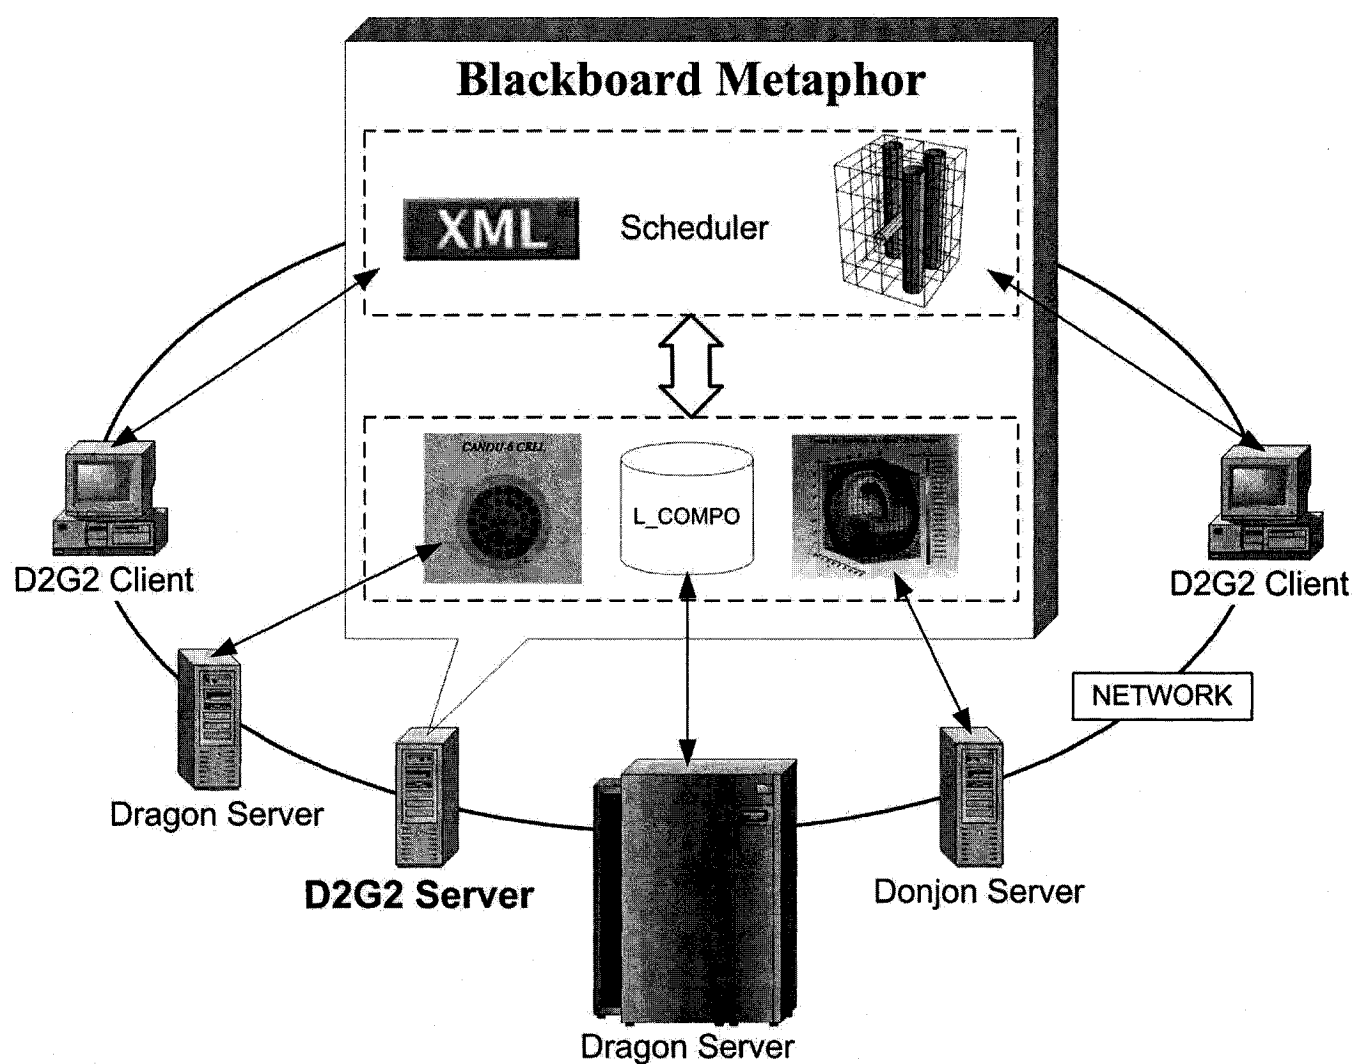 Blackboard Metaphor
XML
Scheduler
CANDU-6 CELL
L_COMPO
D2G2 Client
D2G2 Client
NETWORK
Dragon Server
D2G2 Server
Donjon Server
Dragon Server